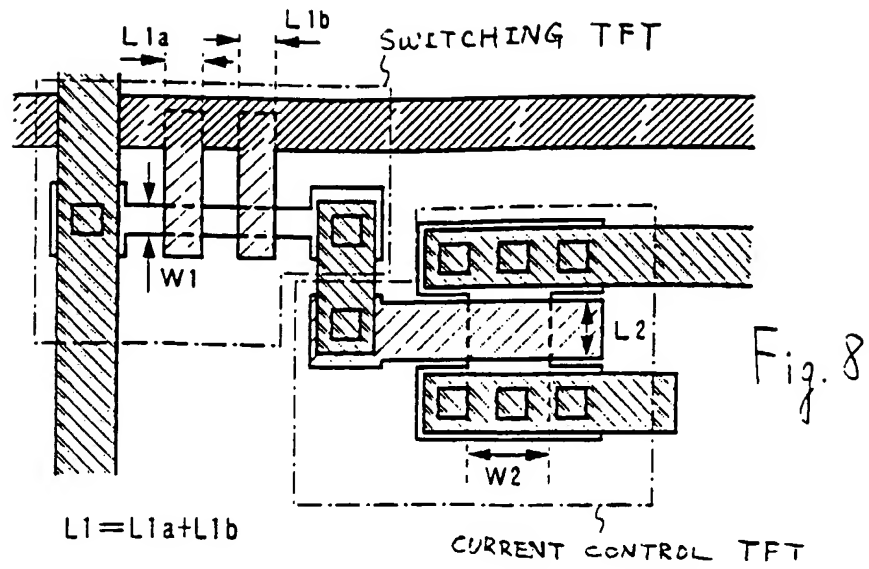 L1a
L1b
SWITCHING TFT
W1
L2
Fig. 8
W2
L1=L1a+L1b
CURRENT CONTROL TFT